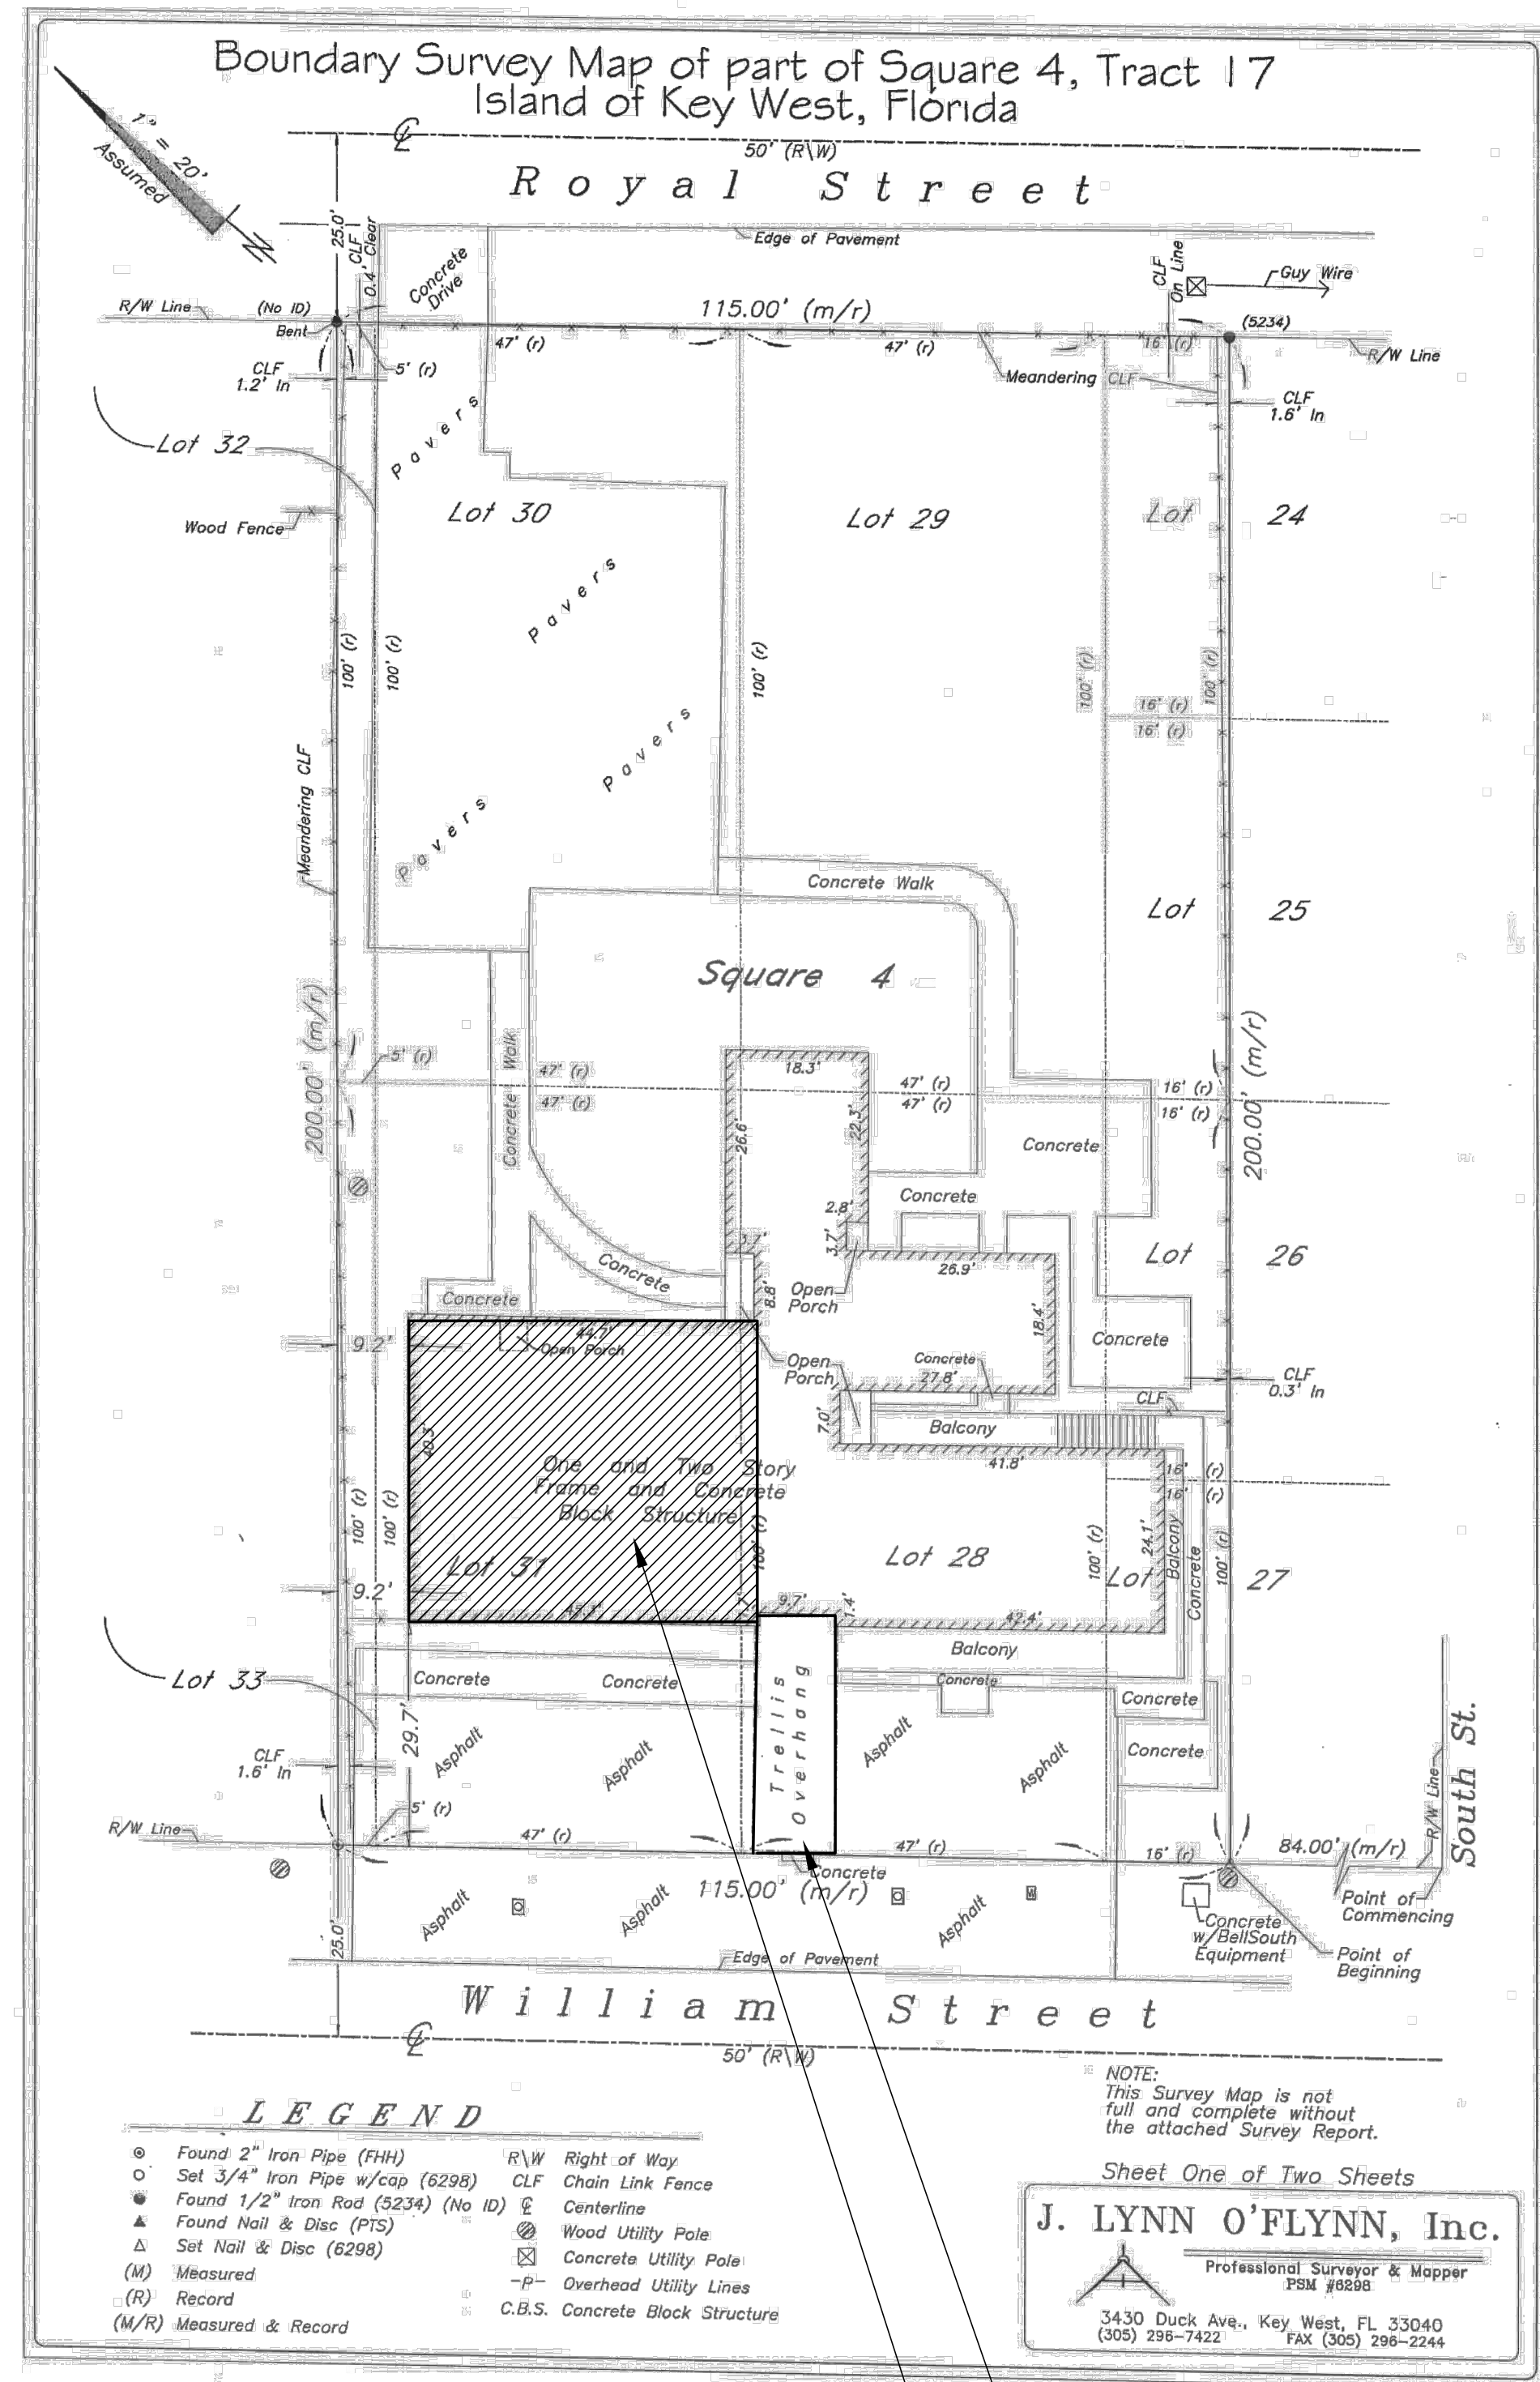 Boundary Survey Map of part of Square 4, Tract 17
Island of Key West, Florida
1" = 20'
Assumed
N
50' (R\W)
Royal Street
25.0'
CLF
0.4' Clear
Concrete
Drive
Edge of Pavement
CLF
On Line
Guy Wire
R/W Line
(No ID)
Bent
115.00' (m/r)
(5234)
R/W Line
47' (r)
47' (r)
16' (r)
CLF
1.2' In
5' (r)
Meandering CLF
CLF
1.6' In
Pavers
Lot 32
Wood Fence
Lot 30
Lot 29
Lot 24
Pavers
100' (r)
100' (r)
100' (r)
100' (r)
100' (r)
16' (r)
16' (r)
Pavers
Meandering CLF
Pavers
Concrete Walk
Lot 25
Square 4
200.00' (m/r)
5' (r)
Concrete Walk
47' (r)
47' (r)
18.3'
47' (r)
47' (r)
16' (r)
16' (r)
200.00' (m/r)
26.6'
22.3'
Concrete
Concrete
2.8'
3.7'
3.7'
Lot 26
Concrete
26.9'
8.8'
Open
Porch
Concrete
18.4'
9.2'
44.7'
Open Porch
Concrete
Open
Porch
Concrete
27.8'
CLF
0.3' In
CLF
7.0'
Balcony
40.3'
41.8'
One and Two Story
Frame and Concrete
Block Structure
16' (r)
16' (r)
100' (r)
100' (r)
100' (r)
100' (r)
24.1'
Balcony
Concrete
100' (r)
Lot 31
Lot 28
Lot 27
9.2'
9.7'
1.4'
42.4'
Balcony
Lot 33
Concrete
Concrete
Trellis
Overhang
Concrete
Concrete
29.7'
Asphalt
Asphalt
Asphalt
Asphalt
Concrete
CLF
1.6' In
R/W Line
South St.
5' (r)
R/W Line
47' (r)
47' (r)
16' (r)
84.00' (m/r)
Concrete
115.00' (m/r)
Asphalt
Asphalt
Asphalt
M
Point of
Commencing
Concrete
w/BellSouth
Equipment
Point of
Beginning
25.0'
Edge of Pavement
William Street
50' (R\W)
NOTE:
This Survey Map is not
full and complete without
the attached Survey Report.
LEGEND
Found 2" Iron Pipe (FHH)
Set 3/4" Iron Pipe w/cap (6298)
Found 1/2" Iron Rod (5234) (No ID)
Found Nail & Disc (PTS)
Set Nail & Disc (6298)
(M) Measured
(R) Record
(M/R) Measured & Record
R\W Right of Way
CLF Chain Link Fence
℄ Centerline
Wood Utility Pole
Concrete Utility Pole
-P- Overhead Utility Lines
C.B.S. Concrete Block Structure
Sheet One of Two Sheets
J. LYNN O'FLYNN, Inc.
Professional Surveyor & Mapper
PSM #6298
3430 Duck Ave., Key West, FL 33040
(305) 296-7422 FAX (305) 296-2244